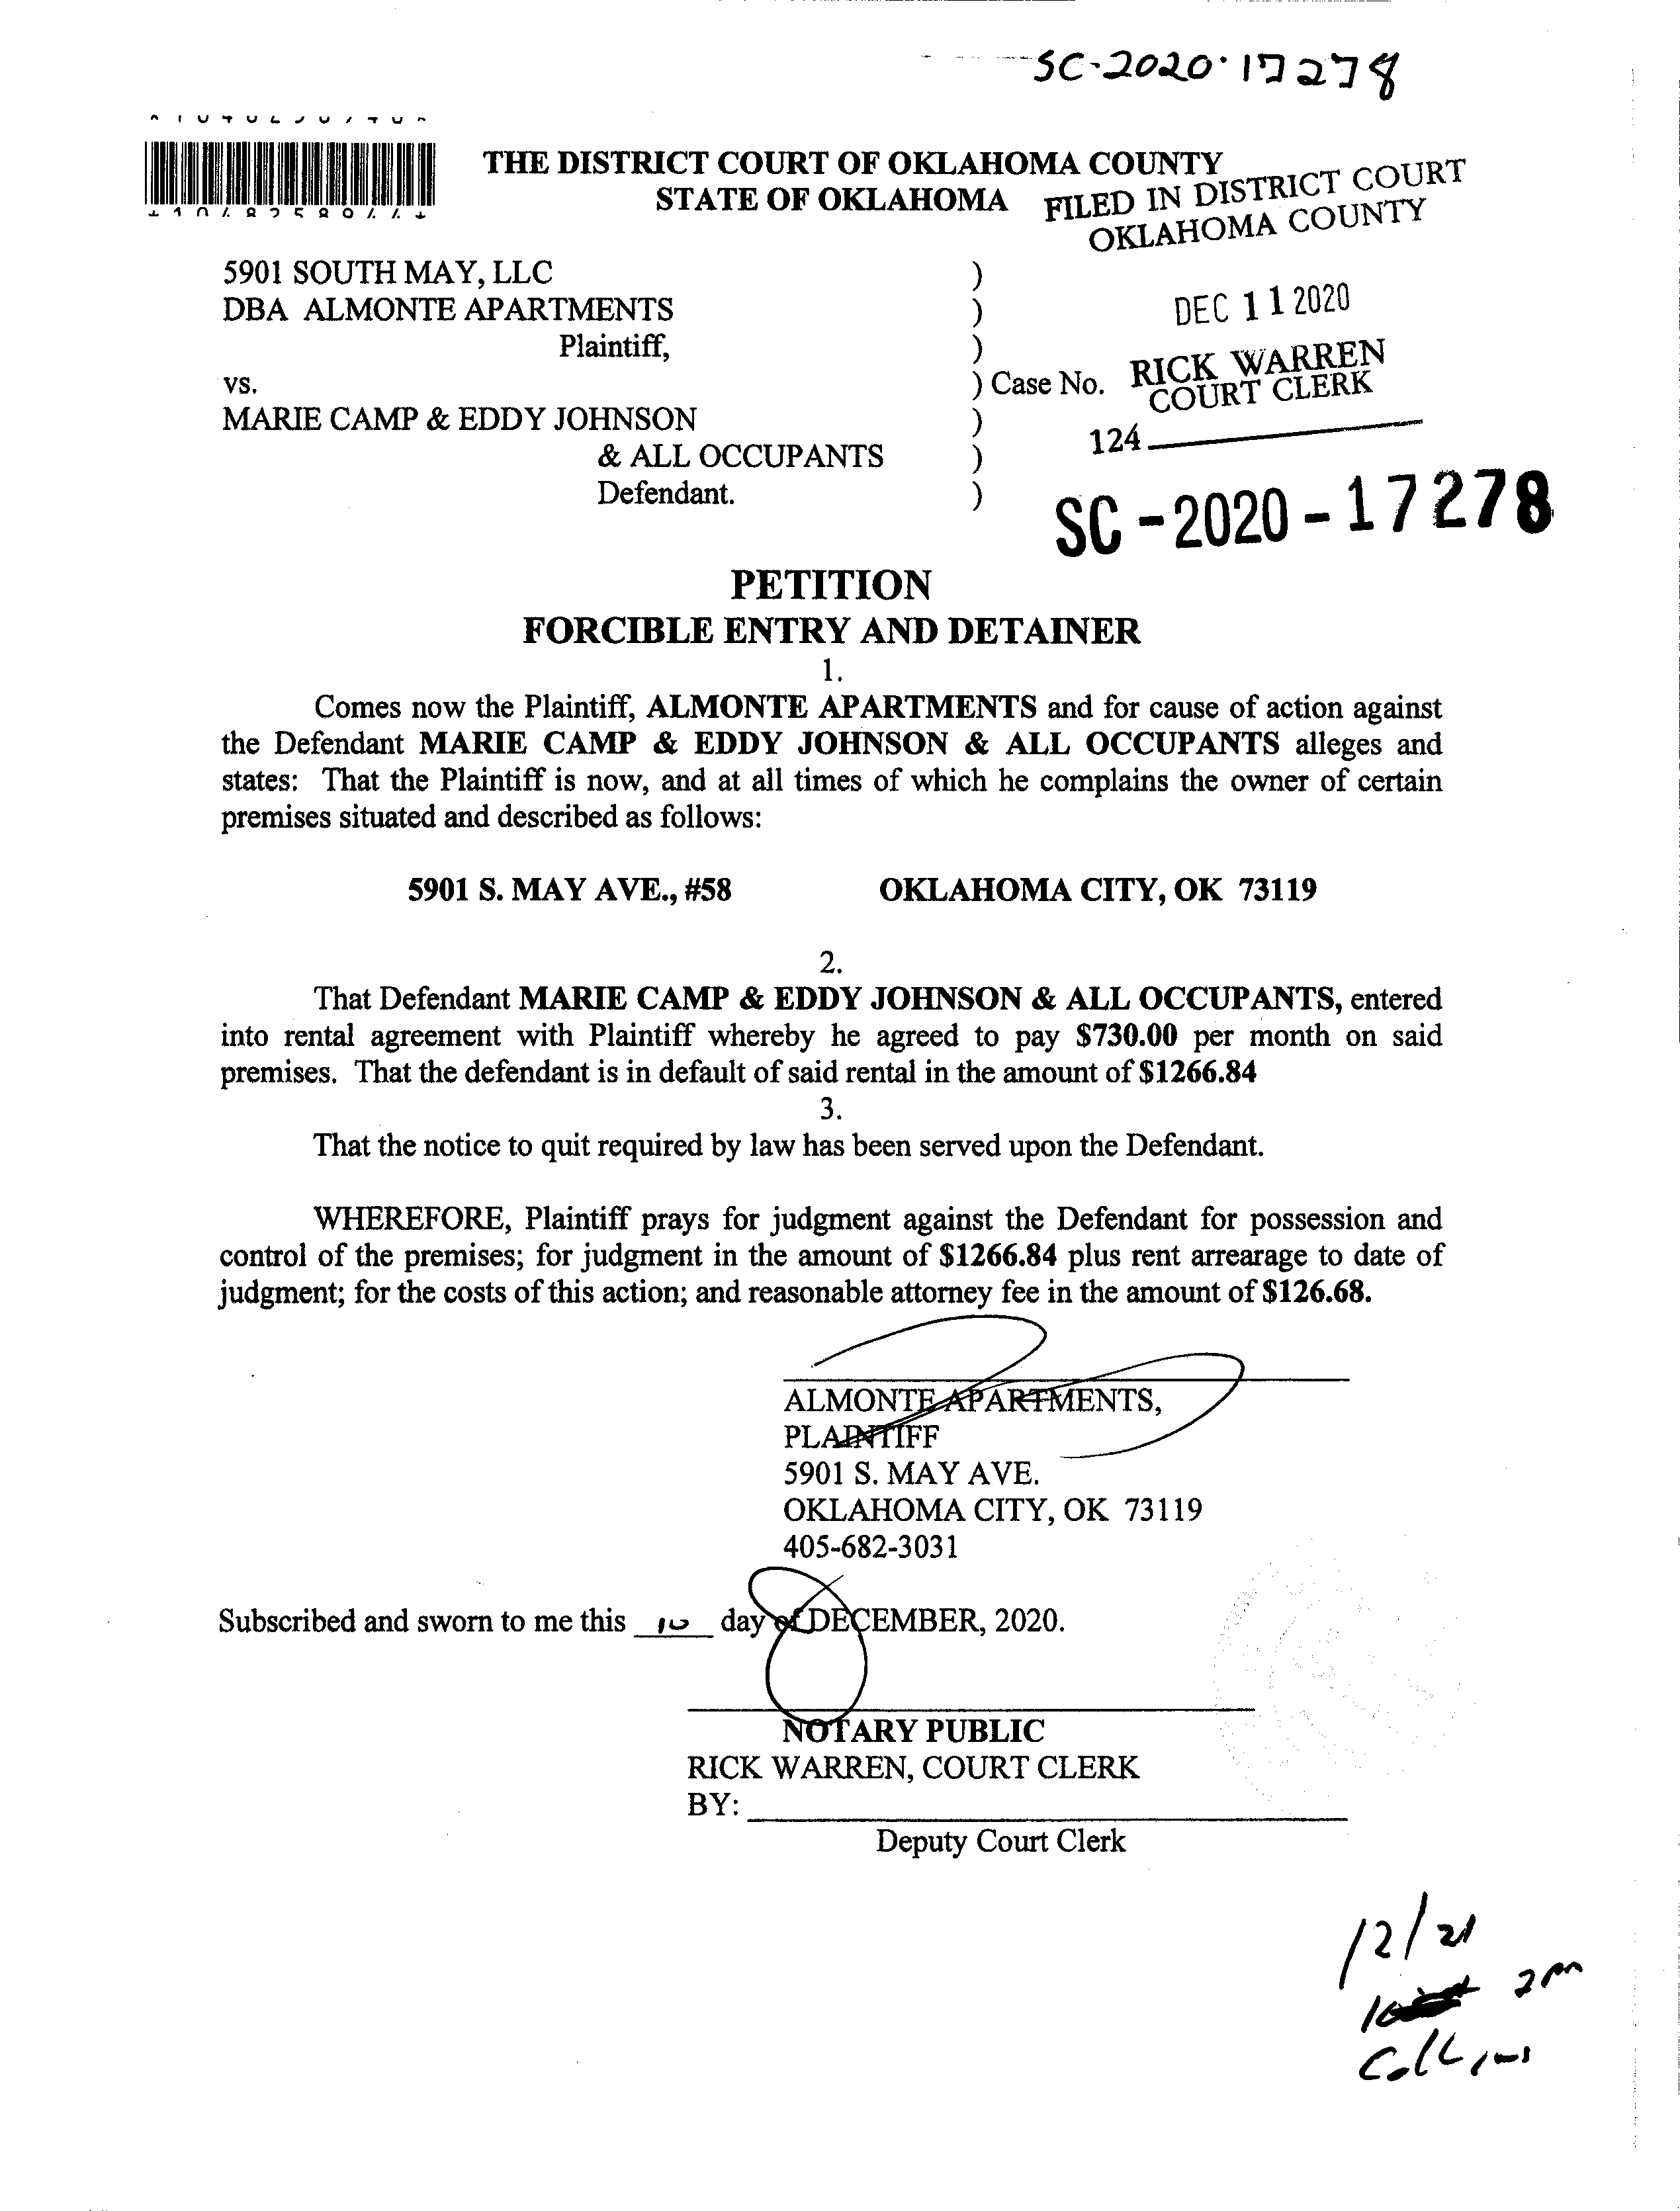 SC-2020-17278
THE DISTRICT COURT OF OKLAHOMA COUNTY
STATE OF OKLAHOMA
FILED IN DISTRICT COURT
OKLAHOMA COUNTY
5901 SOUTH MAY, LLC )
DBA ALMONTE APARTMENTS )
DEC 11 2020
Plaintiff, )
vs. ) Case No.
RICK WARREN
COURT CLERK
MARIE CAMP & EDDY JOHNSON )
124
& ALL OCCUPANTS )
Defendant. )
SC-2020-17278
PETITION
FORCIBLE ENTRY AND DETAINER
1.
Comes now the Plaintiff, ALMONTE APARTMENTS and for cause of action against
the Defendant MARIE CAMP & EDDY JOHNSON & ALL OCCUPANTS alleges and
states: That the Plaintiff is now, and at all times of which he complains the owner of certain
premises situated and described as follows:
5901 S. MAY AVE., #58 OKLAHOMA CITY, OK 73119
2.
That Defendant MARIE CAMP & EDDY JOHNSON & ALL OCCUPANTS, entered
into rental agreement with Plaintiff whereby he agreed to pay $730.00 per month on said
premises. That the defendant is in default of said rental in the amount of $1266.84
3.
That the notice to quit required by law has been served upon the Defendant.
WHEREFORE, Plaintiff prays for judgment against the Defendant for possession and
control of the premises; for judgment in the amount of $1266.84 plus rent arrearage to date of
judgment; for the costs of this action; and reasonable attorney fee in the amount of $126.68.
ALMONTE APARTMENTS,
PLAINTIFF
5901 S. MAY AVE.
OKLAHOMA CITY, OK 73119
405-682-3031
Subscribed and sworn to me this 10 day of DECEMBER, 2020.
NOTARY PUBLIC
RICK WARREN, COURT CLERK
BY:
Deputy Court Clerk
12/21
2pm
Collins